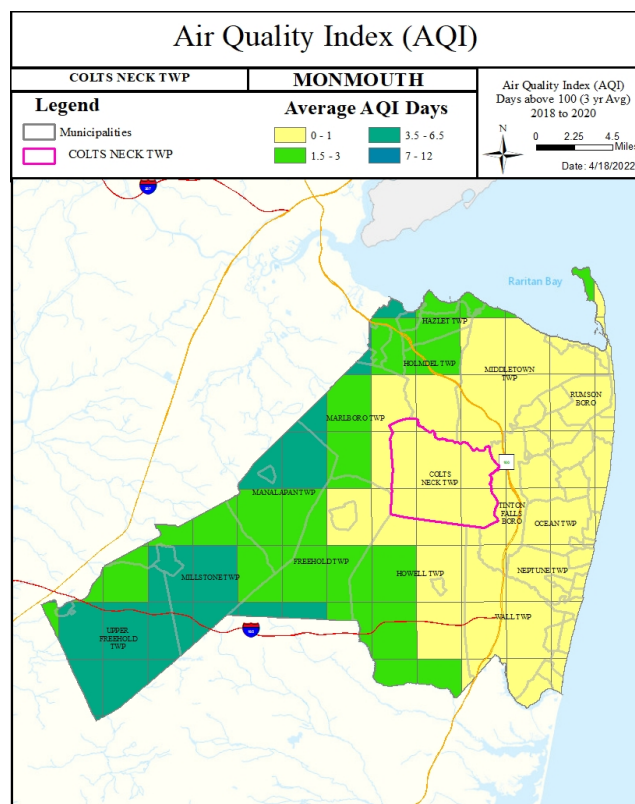 Air Quality Index (AQI)
COLTS NECK TWP
MONMOUTH
Legend
Municipalities
COLTS NECK TWP
Average AQI Days
0 - 1
3.5 - 6.5
1.5 - 3
7 - 12
Air Quality Index (AQI)
Days above 100 (3 yr Avg)
2018 to 2020
N
0 2.25 4.5
Miles
Date: 4/18/2022
Raritan Bay
HAZLET TWP
HOLMDEL TWP
MIDDLETOWN
TWP
RUMSON
BORO
MARLBORO TWP
COLTS
NECK TWP
MANALAPAN TWP
TINTON
FALLS
BORO
OCEAN TWP
FREEHOLD TWP
MILLSTONE TWP
HOWELL TWP
NEPTUNE TWP
WALL TWP
UPPER
FREEHOLD
TWP